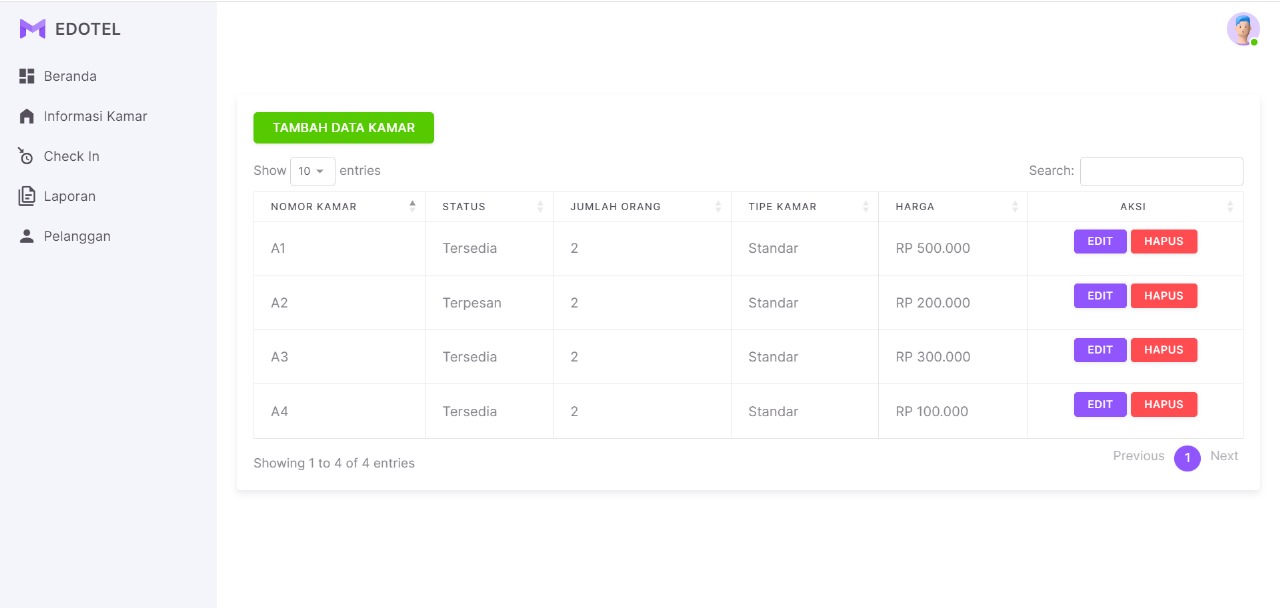 EDOTEL
Beranda
Informasi Kamar
Check In
Laporan
Pelanggan
TAMBAH DATA KAMAR
Show 10 entries
Search:
NOMOR KAMAR STATUS JUMLAH ORANG TIPE KAMAR HARGA AKSI
A1 Tersedia 2 Standar RP 500.000 EDIT HAPUS
A2 Terpesan 2 Standar RP 200.000 EDIT HAPUS
A3 Tersedia 2 Standar RP 300.000 EDIT HAPUS
A4 Tersedia 2 Standar RP 100.000 EDIT HAPUS
Showing 1 to 4 of 4 entries
Previous 1 Next